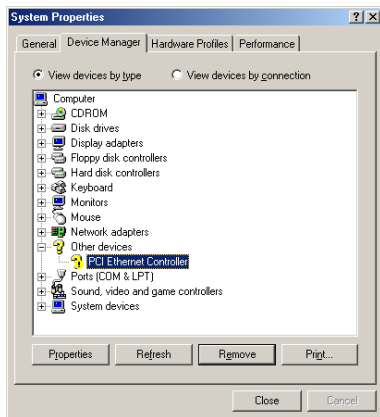 System Properties
General Device Manager Hardware Profiles Performance
View devices by type View devices by connection
Computer
CDROM
Disk drives
Display adapters
Floppy disk controllers
Hard disk controllers
Keyboard
Monitors
Mouse
Network adapters
Other devices
PCI Ethernet Controller
Ports (COM & LPT)
Sound, video and game controllers
System devices
Properties Refresh Remove Print...
Close Cancel